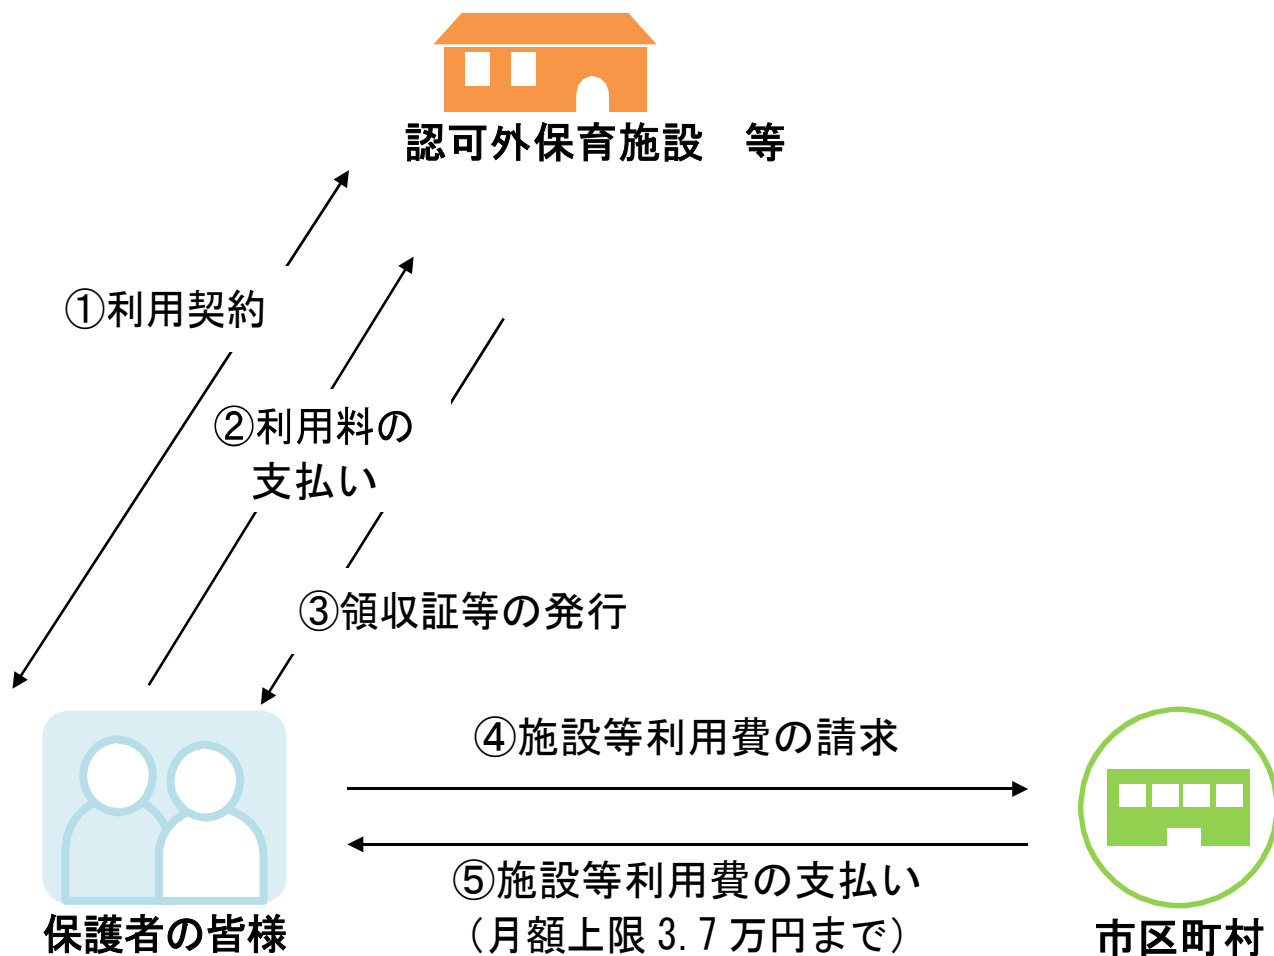 認可外保育施設　等
①利用契約
②利用料の
支払い
③領収証等の発行
④施設等利用費の請求
⑤施設等利用費の支払い
（月額上限3.7万円まで）
保護者の皆様
市区町村